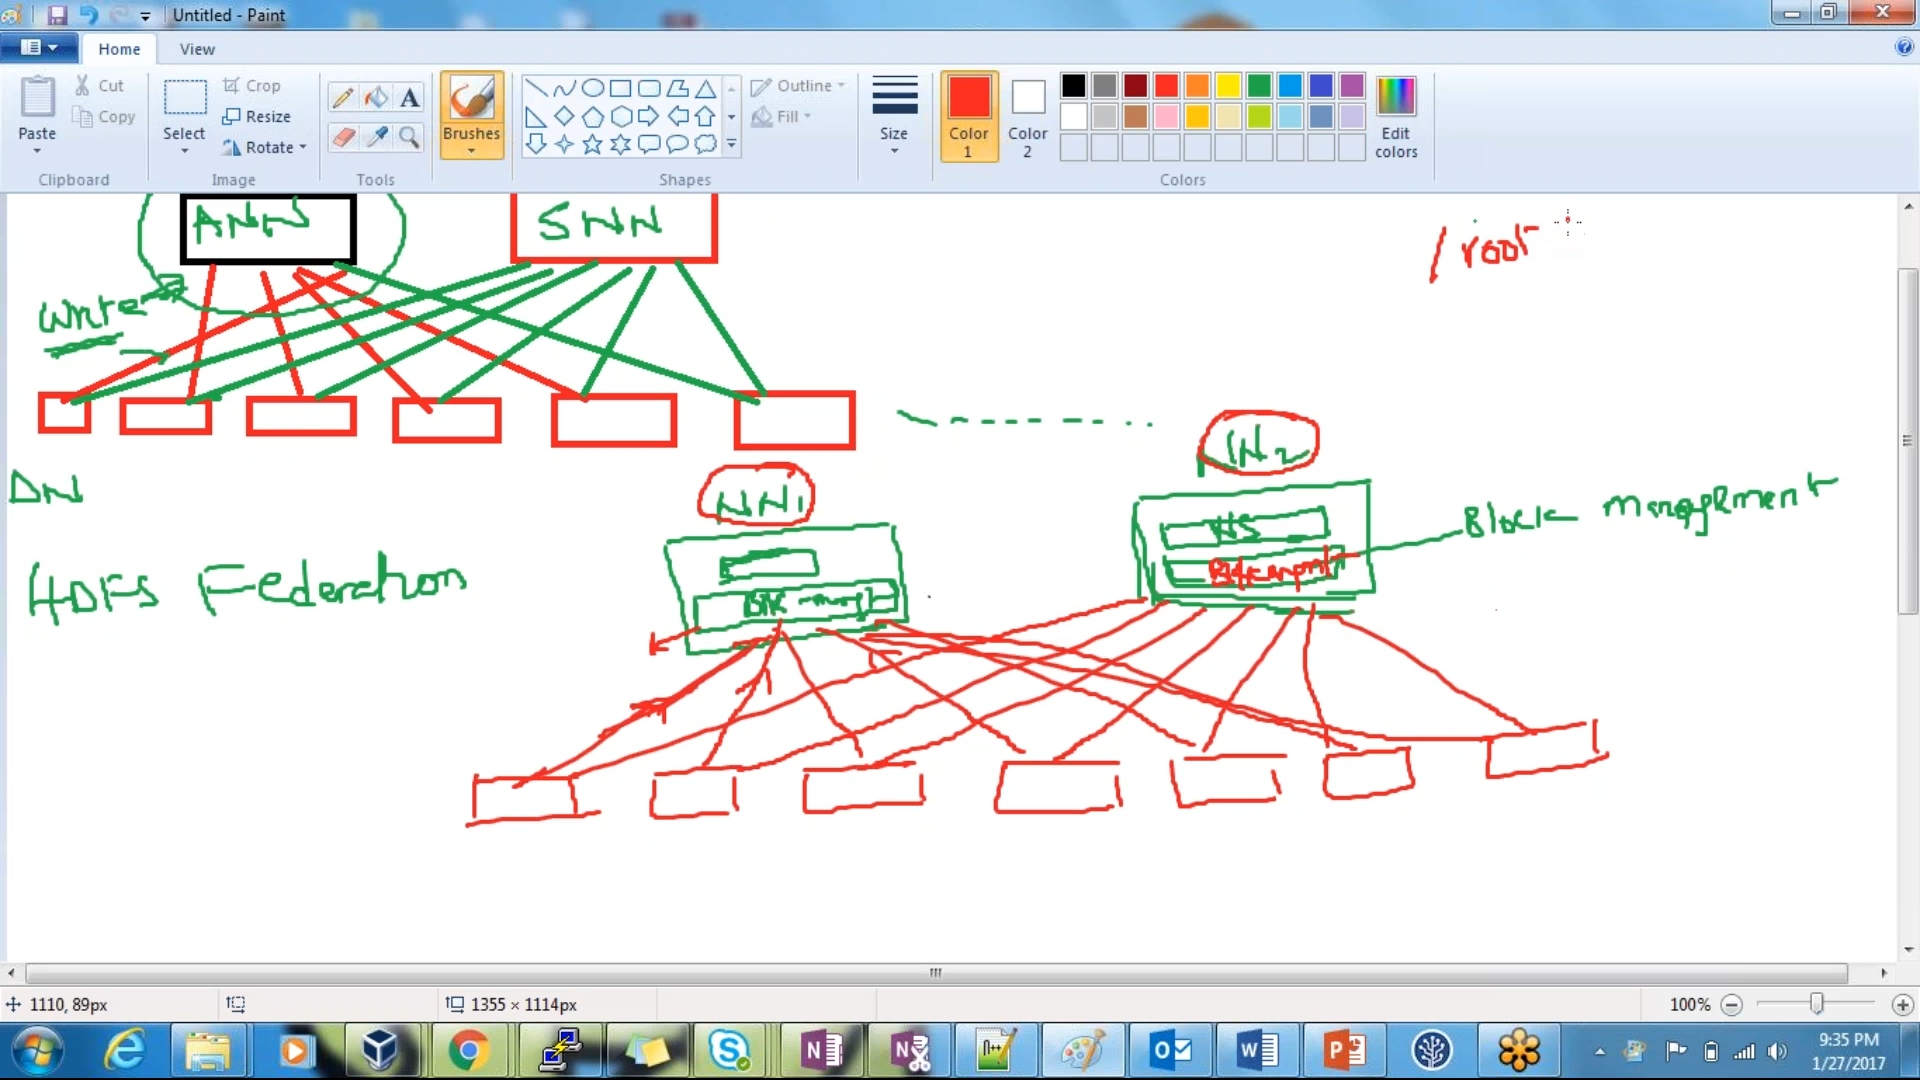 Untitled - Paint
Home View
Paste
Cut
Copy
Clipboard
Select
Crop
Resize
Rotate
Image
Tools
Brushes
Shapes
Outline
Fill
Size
Color 1
Color 2
Edit colors
Colors
ANN
SNN
/root
Write
DN
NN1
NN2
NS
Block management
HDFS Federation
1110, 89px
1355 × 1114px
100%
9:35 PM
1/27/2017